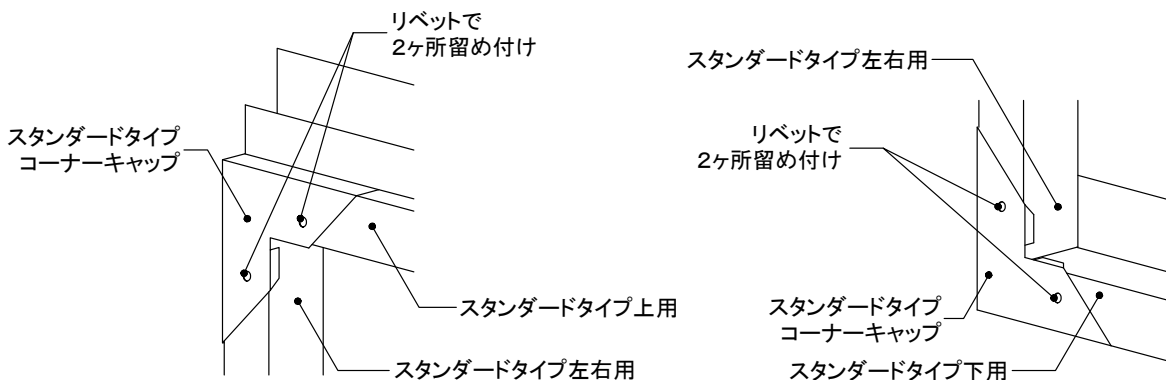 リベットで
2ヶ所留め付け
スタンダードタイプ
コーナーキャップ
スタンダードタイプ上用
スタンダードタイプ左右用
スタンダードタイプ左右用
リベットで
2ヶ所留め付け
スタンダードタイプ
コーナーキャップ
スタンダードタイプ下用